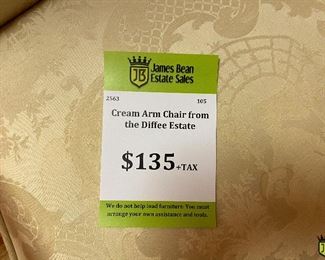 JB
James Bean
Estate Sales
2563 105
Cream Arm Chair from
the Diffee Estate
$135+TAX
We do not help load furniture. You must
arrange your own assistance and tools.
JB